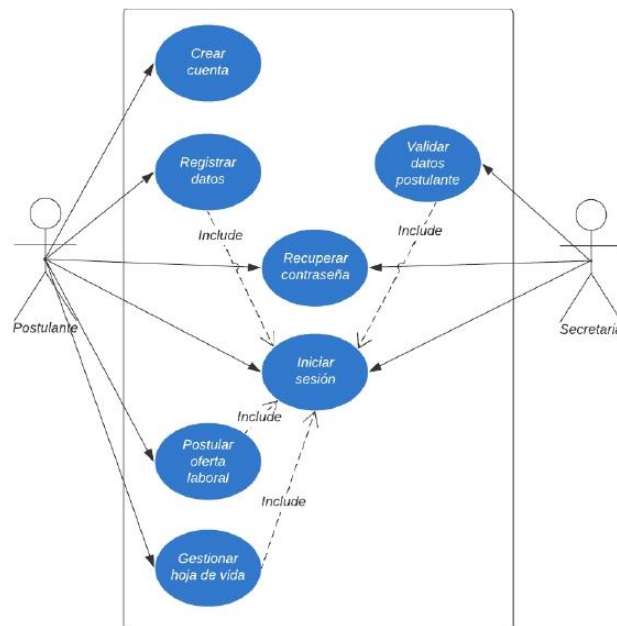 Crear
cuenta
Registrar
datos
Validar
datos
postulante
Include
Include
Recuperar
contraseña
Postulante
Secretaria
Iniciar
sesión
Include
Postular
oferta
laboral
Include
Gestionar
hoja de vida